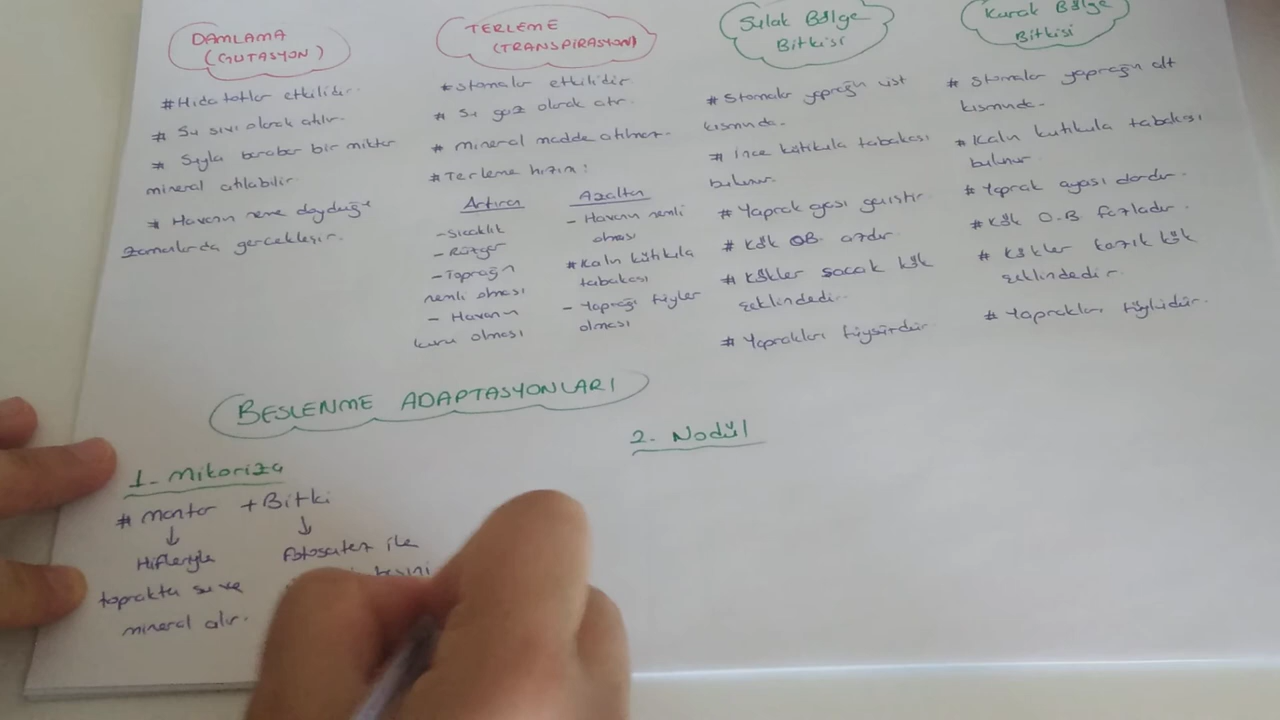 DAMLAMA
(GUTASYON)
# Hidatotlar etkilidir.
# Su sıvı olarak atılır.
# Suyla beraber bir miktar
mineral atılabilir.
# Havanın neme doyduğu
zamanlarda gerçekleşir.
TERLEME
(TRANSPİRASYON)
# Stomalar etkilidir
# Su gaz olarak atılır.
# mineral madde atılmaz.
# Terleme hızını:
Artıran
- Sıcaklık
- Rüzgar
- Toprağın
nemli olması
- Havanın
kuru olması
Azaltan
- Havanın nemli
olması
# Kalın kütikula
tabakası
- Yaprağı tüyler
olması
Sulak Bölge
Bitkisi
# Stomalar yaprağın üst
kısmında.
# İnce kütikula tabakası
bulunur.
# Yaprak ayası geniştir
# Kök OB. azdır
# Kökler saçak kök
şeklindedir.
# Yaprakları tüysüzdür
Kurak Bölge
Bitkisi
# Stomalar yaprağın alt
kısmında.
# Kalın kütikula tabakası
bulunur
# Yaprak ayası dardır.
# Kök O.B fazladır.
# Kökler kazık kök
şeklindedir.
# Yaprakları tüylüdür.
BESLENME ADAPTASYONLARI
1- Mikoriza
# mantar + Bitki
↓ ↓
Hifleriyle
toprakta su ve
mineral alır.
Fotosentez ile
besini
2. Nodül